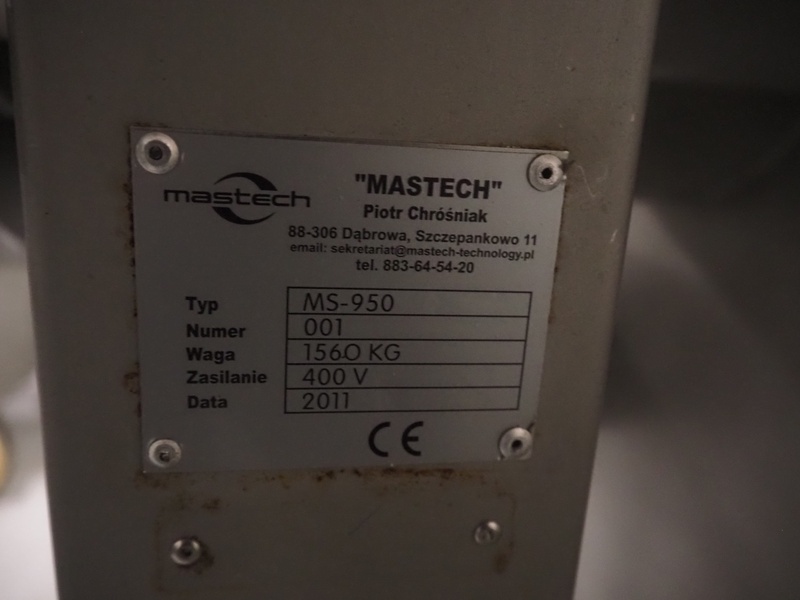 mastech
"MASTECH"
Piotr Chróśniak
88-306 Dąbrowa, Szczepankowo 11
email: sekretariat@mastech-technology.pl
tel. 883-64-54-20
Typ MS-950
Numer 001
Waga 1560 KG
Zasilanie 400 V
Data 2011
CE